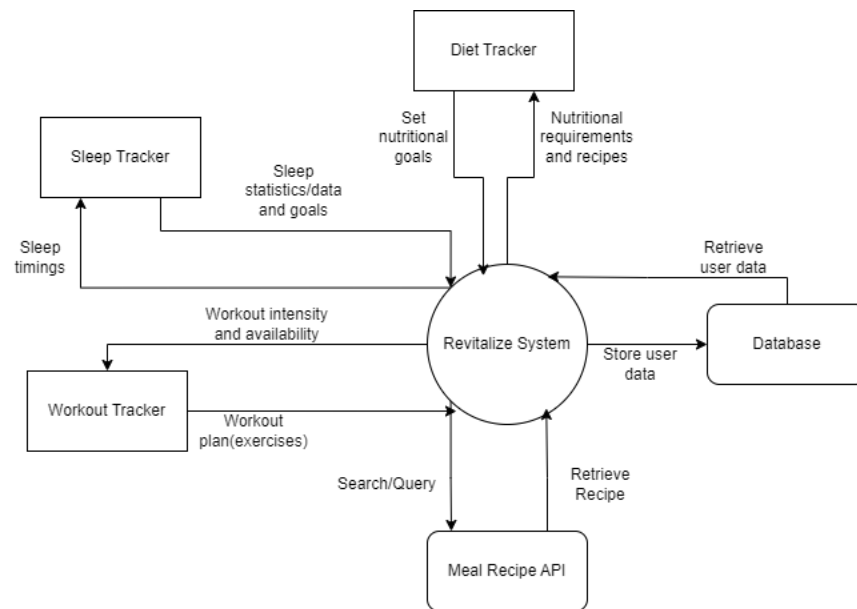 Diet Tracker
Set
nutritional
goals
Nutritional
requirements
and recipes
Sleep Tracker
Sleep
statistics/data
and goals
Sleep
timings
Retrieve
user data
Workout intensity
and availability
Revitalize System
Database
Store user
data
Workout Tracker
Workout
plan(exercises)
Search/Query
Retrieve
Recipe
Meal Recipe API